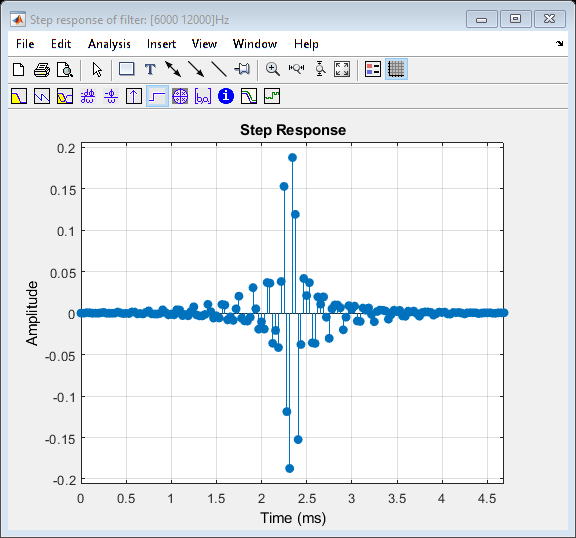 Step response of filter: [6000 12000]Hz
File Edit Analysis Insert View Window Help
Step Response
0.2
0.15
0.1
0.05
0
-0.05
-0.1
-0.15
-0.2
Amplitude
0 0.5 1 1.5 2 2.5 3 3.5 4 4.5
Time (ms)